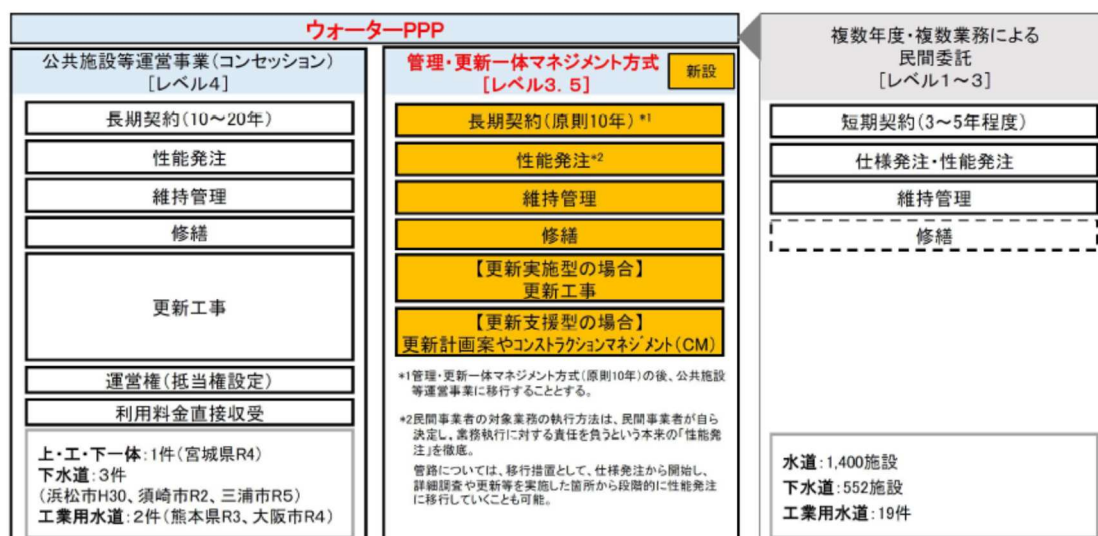 ウォーターPPP
公共施設等運営事業(コンセッション)
[レベル4]
長期契約(10～20年)
性能発注
維持管理
修繕
更新工事
運営権(抵当権設定)
利用料金直接収受
上・工・下一体：1件(宮城県R4)
下水道：3件
(浜松市H30、須崎市R2、三浦市R5)
工業用水道：2件(熊本県R3、大阪市R4)
管理・更新一体マネジメント方式
[レベル3．5]
新設
長期契約(原則10年) *1
性能発注*2
維持管理
修繕
【更新実施型の場合】
更新工事
【更新支援型の場合】
更新計画案やコンストラクションマネジメント(CM)
*1管理・更新一体マネジメント方式(原則10年)の後、公共施設
等運営事業に移行することとする。
*2民間事業者の対象業務の執行方法は、民間事業者が自ら
決定し、業務執行に対する責任を負うという本来の「性能発
注」を徹底。
管路については、移行措置として、仕様発注から開始し、
詳細調査や更新等を実施した箇所から段階的に性能発注
に移行していくことも可能。
複数年度・複数業務による
民間委託
[レベル1～3]
短期契約(3～5年程度)
仕様発注・性能発注
維持管理
修繕
水道：1,400施設
下水道：552施設
工業用水道：19件